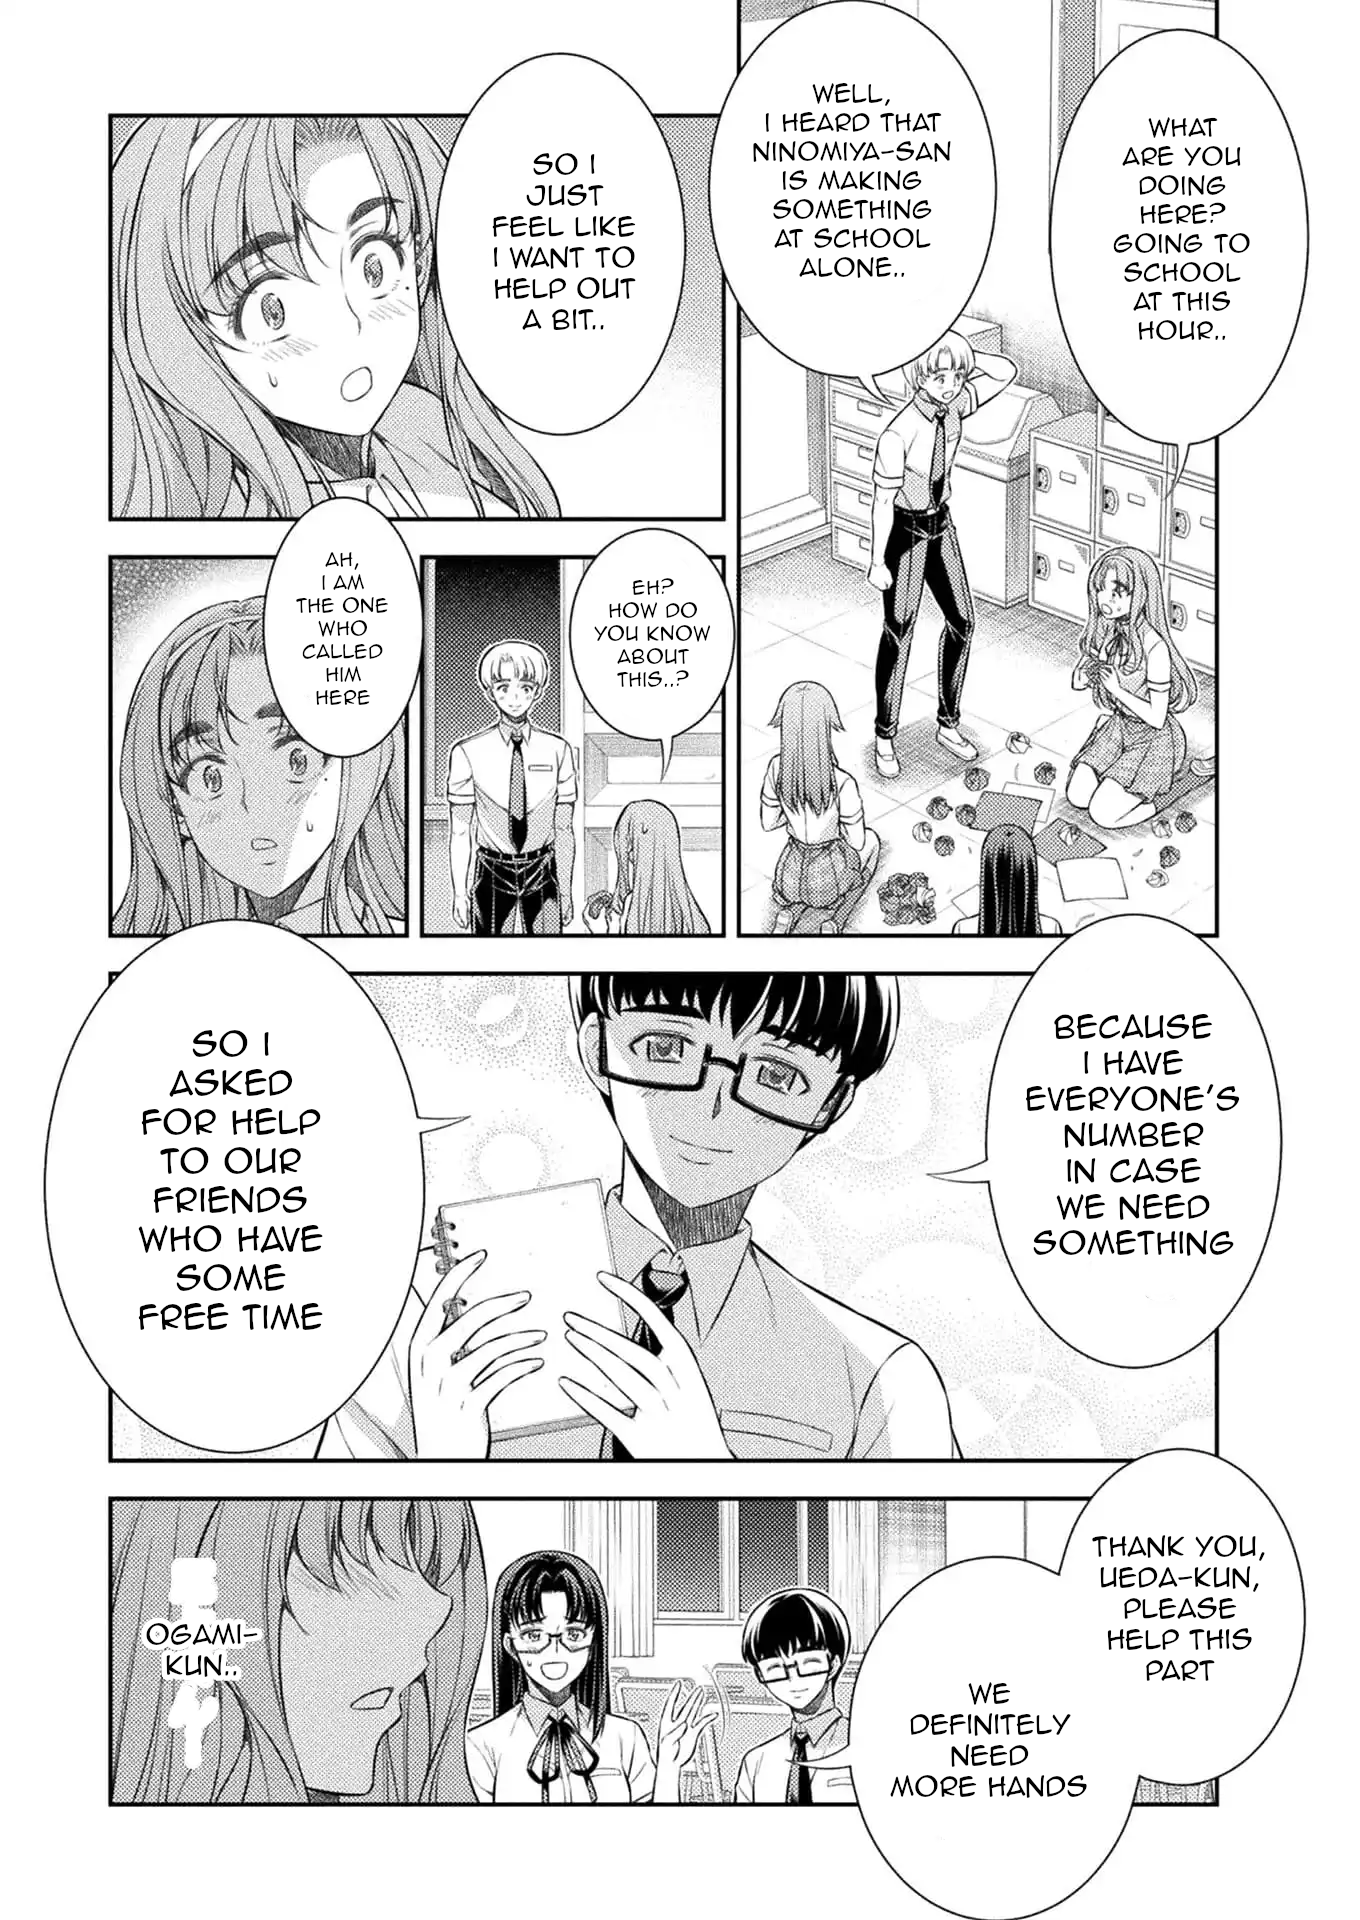 WHAT
ARE YOU
DOING
HERE?
GOING TO
SCHOOL
AT THIS
HOUR..
WELL,
I HEARD THAT
NINOMIYA-SAN
IS MAKING
SOMETHING
AT SCHOOL
ALONE..
SO I
JUST
FEEL LIKE
I WANT TO
HELP OUT
A BIT..
EH?
HOW DO
YOU KNOW
ABOUT
THIS..?
AH,
I AM
THE ONE
WHO
CALLED
HIM
HERE
BECAUSE
I HAVE
EVERYONE'S
NUMBER
IN CASE
WE NEED
SOMETHING
SO I
ASKED
FOR HELP
TO OUR
FRIENDS
WHO HAVE
SOME
FREE TIME
THANK YOU,
UEDA-KUN,
PLEASE
HELP THIS
PART
WE
DEFINITELY
NEED
MORE HANDS
OGAMI-
KUN..